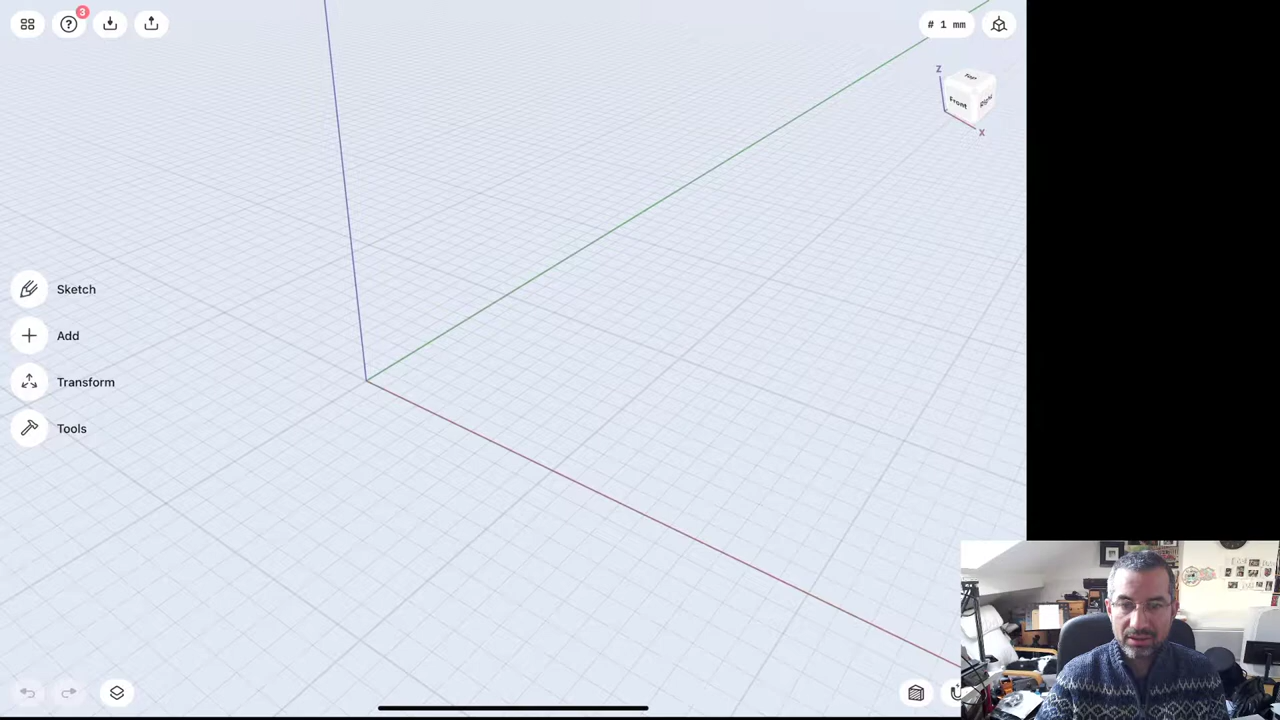 3
# 1 mm
Z
Top
Front
Right
X
Sketch
Add
Transform
Tools